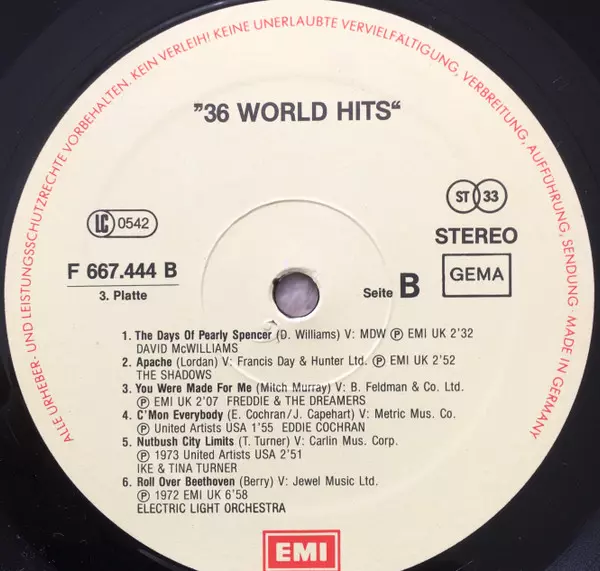 ALLE URHEBER- UND LEISTUNGSSCHUTZRECHTE VORBEHALTEN. KEIN VERLEIH! KEINE UNERLAUBTE VERVIELFÄLTIGUNG, VERBREITUNG, AUFFÜHRUNG, SENDUNG · MADE IN GERMANY
"36 WORLD HITS"
LC 0542
ST 33
STEREO
F 667.444 B
GEMA
3. Platte
Seite B
1. The Days Of Pearly Spencer (D. Williams) V: MDW Ⓟ EMI UK 2'32
DAVID McWILLIAMS
2. Apache (Lordan) V: Francis Day & Hunter Ltd. Ⓟ EMI UK 2'52
THE SHADOWS
3. You Were Made For Me (Mitch Murray) V: B. Feldman & Co. Ltd.
Ⓟ EMI UK 2'07 FREDDIE & THE DREAMERS
4. C'Mon Everybody (E. Cochran/J. Capehart) V: Metric Mus. Co.
Ⓟ United Artists USA 1'55 EDDIE COCHRAN
5. Nutbush City Limits (T. Turner) V: Carlin Mus. Corp.
Ⓟ 1973 United Artists USA 2'51
IKE & TINA TURNER
6. Roll Over Beethoven (Berry) V: Jewel Music Ltd.
Ⓟ 1972 EMI UK 6'58
ELECTRIC LIGHT ORCHESTRA
EMI